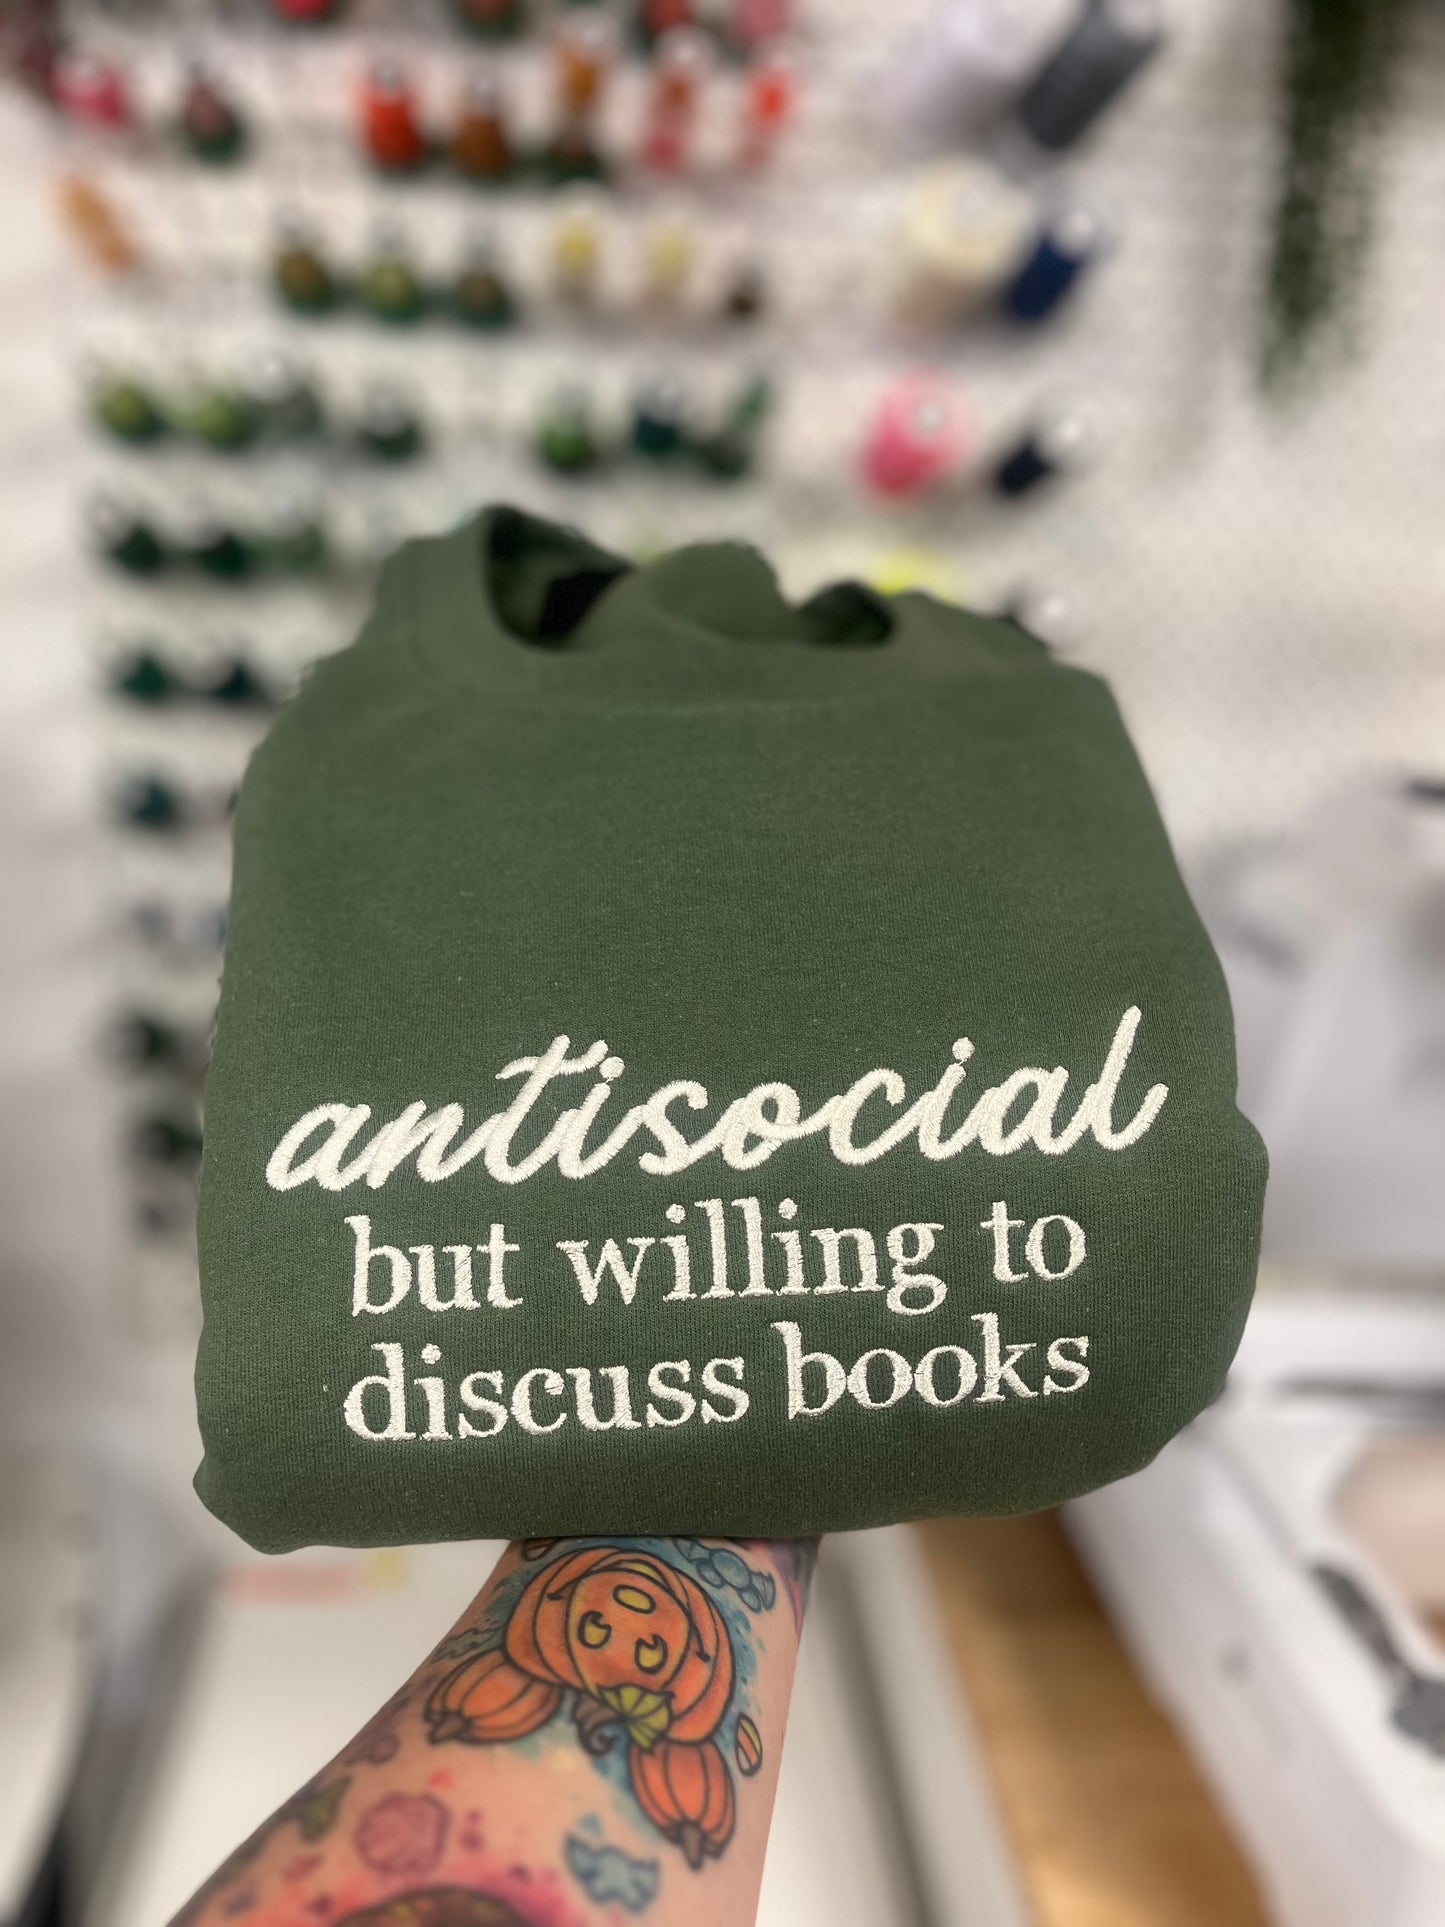 antisocial
but willing to
discuss books